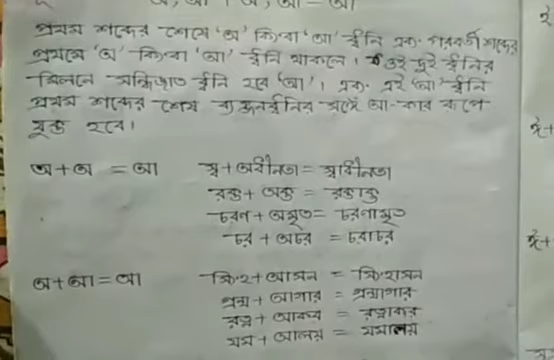 প্রথম শব্দের শেষে 'অ' কিংবা 'আ' ধ্বনি এবং পরবর্তী শব্দের
প্রথমে 'অ' কিংবা 'আ' ধ্বনি থাকলে। ওই দুই ধ্বনির
মিলনে সন্ধিজাত ধ্বনি হবে 'আ'। এবং এই 'আ' ধ্বনি
প্রথম শব্দের শেষ ব্যঞ্জনধ্বনির সঙ্গে আ-কার রূপে
যুক্ত হবে।
অ+অ = আ
স্ব+অধীনতা = স্বাধীনতা
রক্ত+অক্ত = রক্তাক্ত
চরণ+অমৃত= চরণামৃত
চর+অচর = চরাচর
অ+আ=আ
সিংহ+আসন = সিংহাসন
গ্রন্থ+আগার = গ্রন্থাগার
রত্ন+আকর = রত্নাকর
যম+আলয় = যমালয়